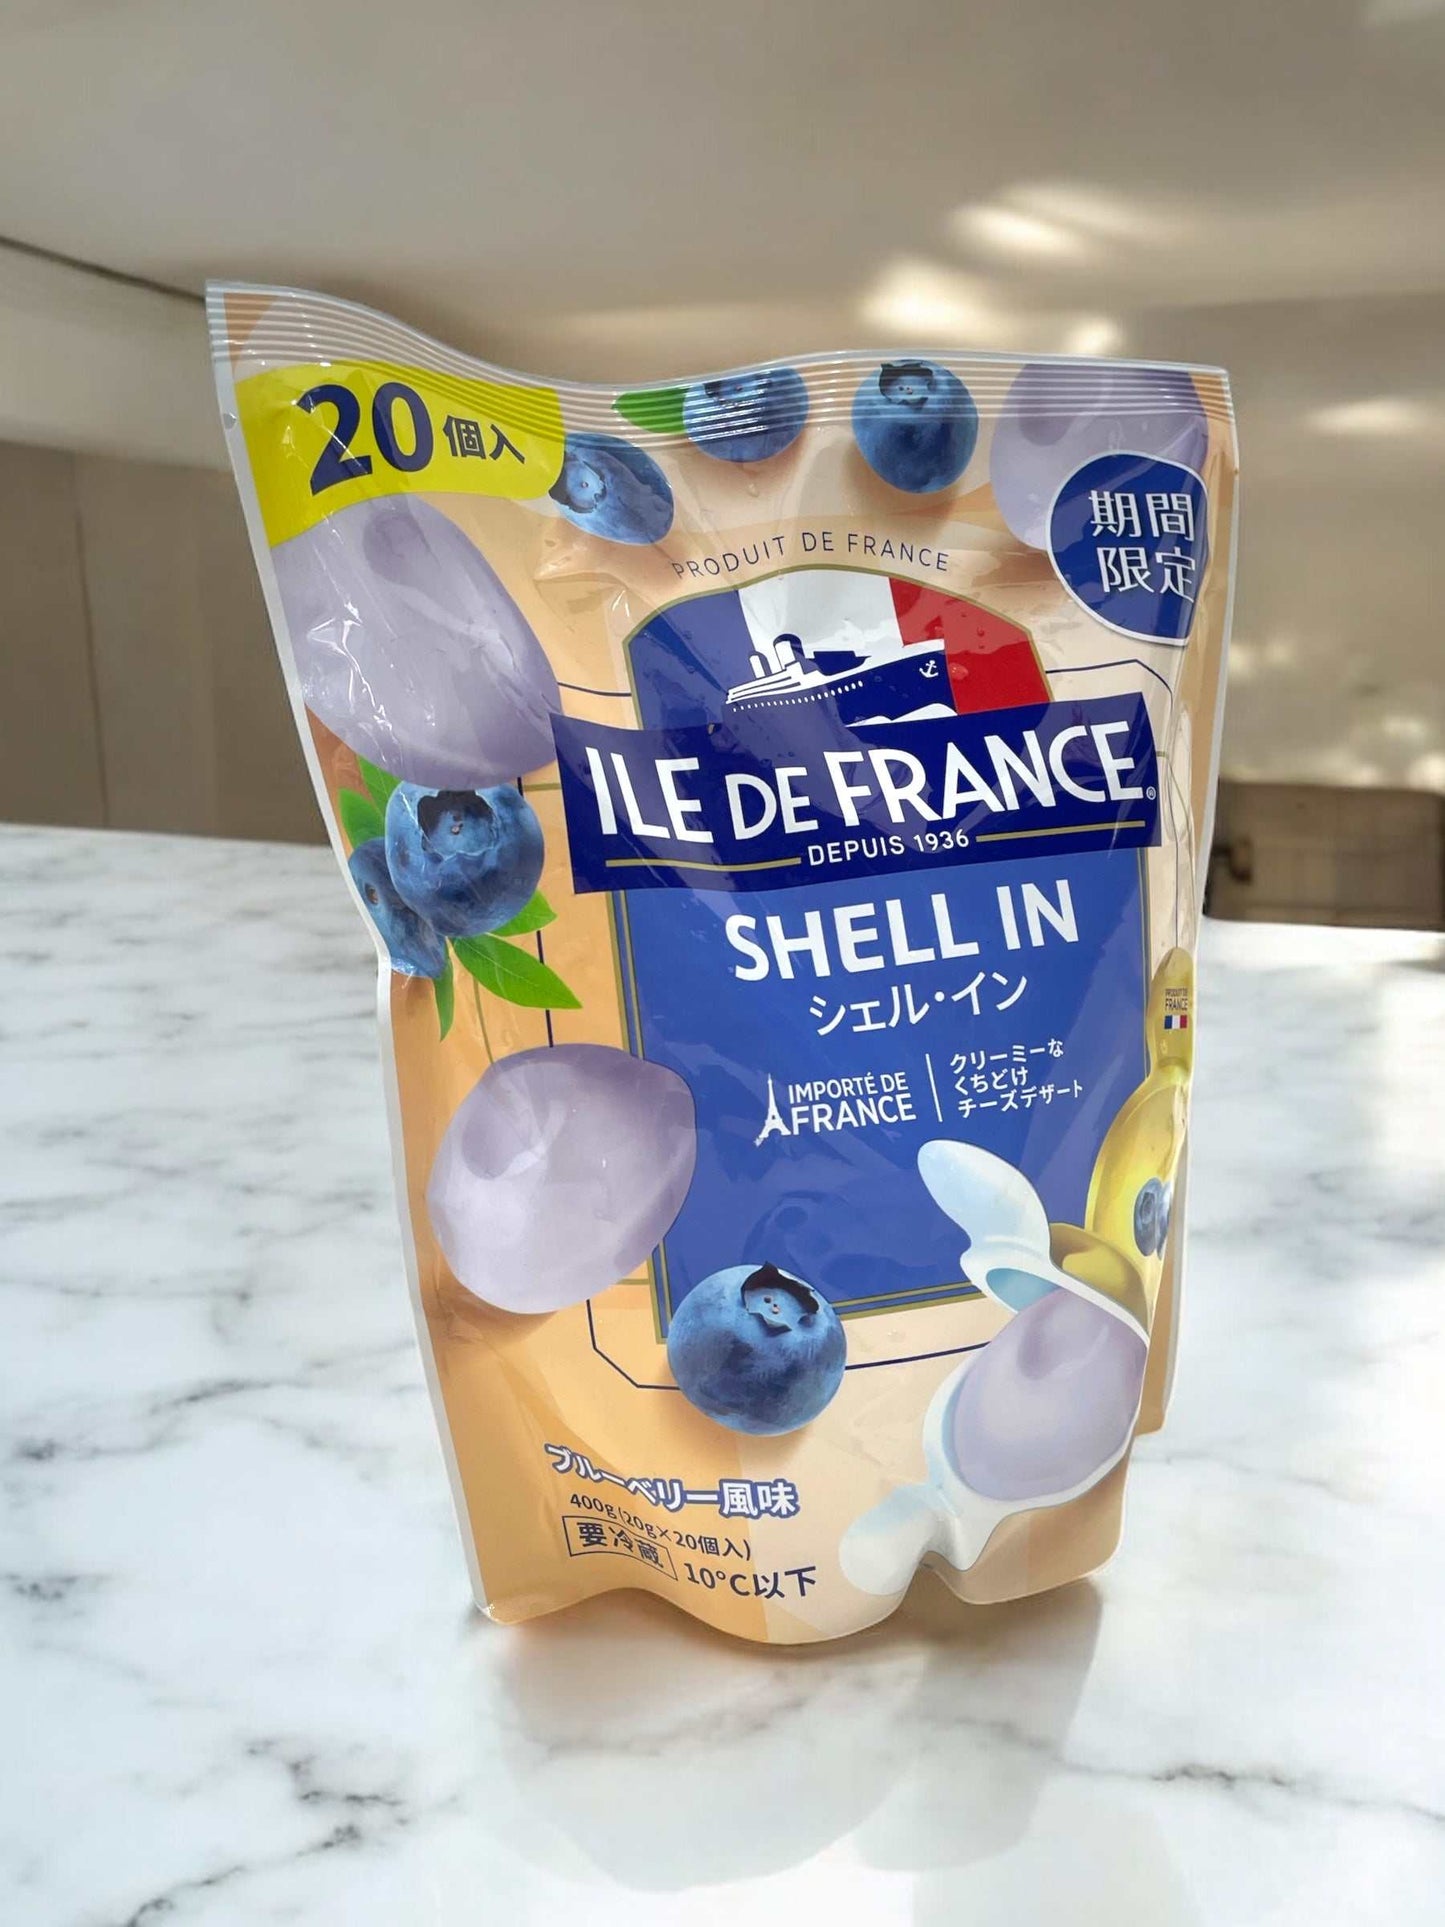 20個入
期間
限定
PRODUIT DE FRANCE
ILE DE FRANCE®
DEPUIS 1936
SHELL IN
シェル・イン
IMPORTÉ DE
FRANCE
クリーミーな
くちどけ
チーズデザート
PRODUIT DE
FRANCE
ブルーベリー風味
400g(20g×20個入)
要冷蔵 10°C以下